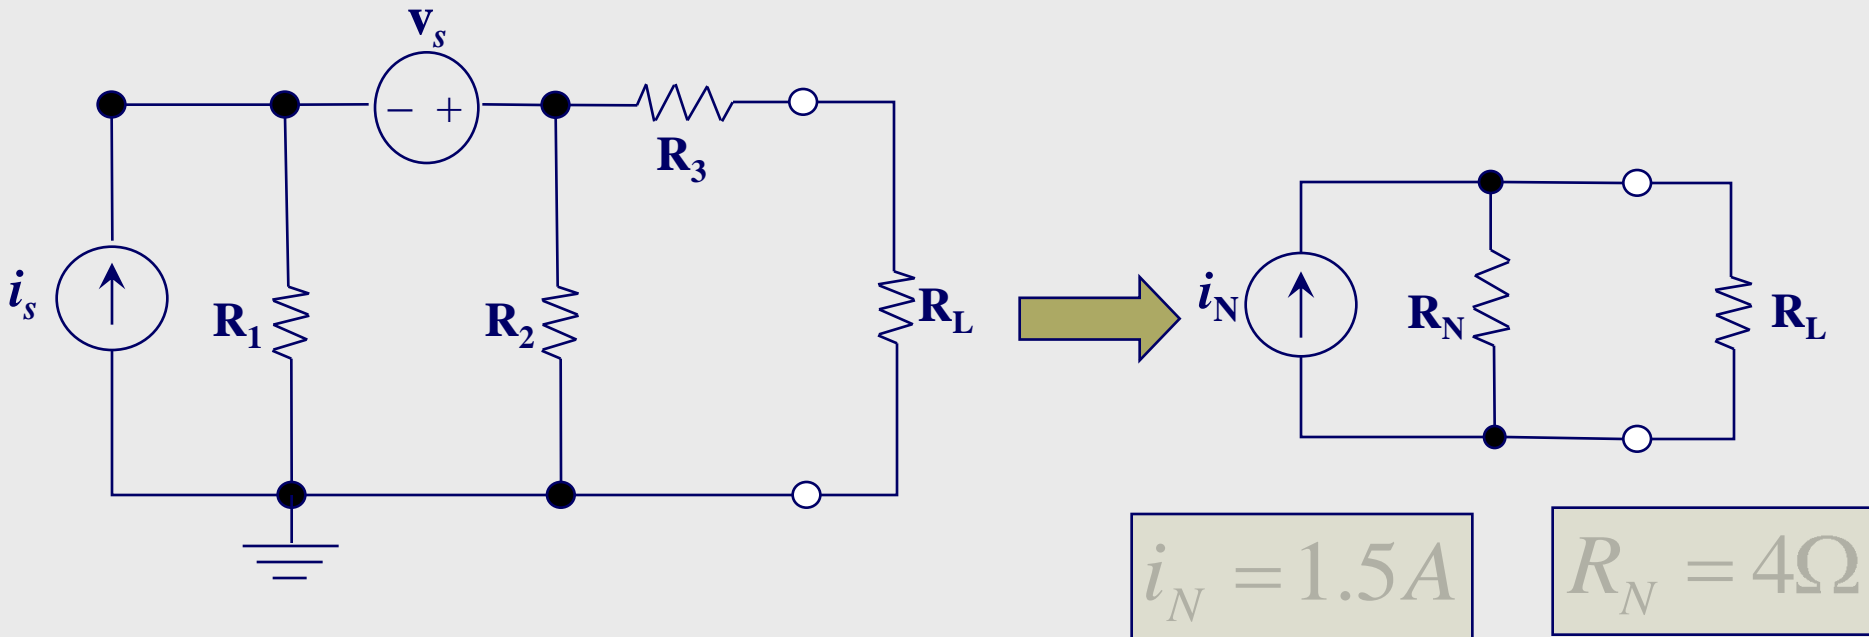 v_s
− +
R_3
i_s
R_1
R_2
R_L
i_N
R_N
R_L
i_N = 1.5A
R_N = 4Ω